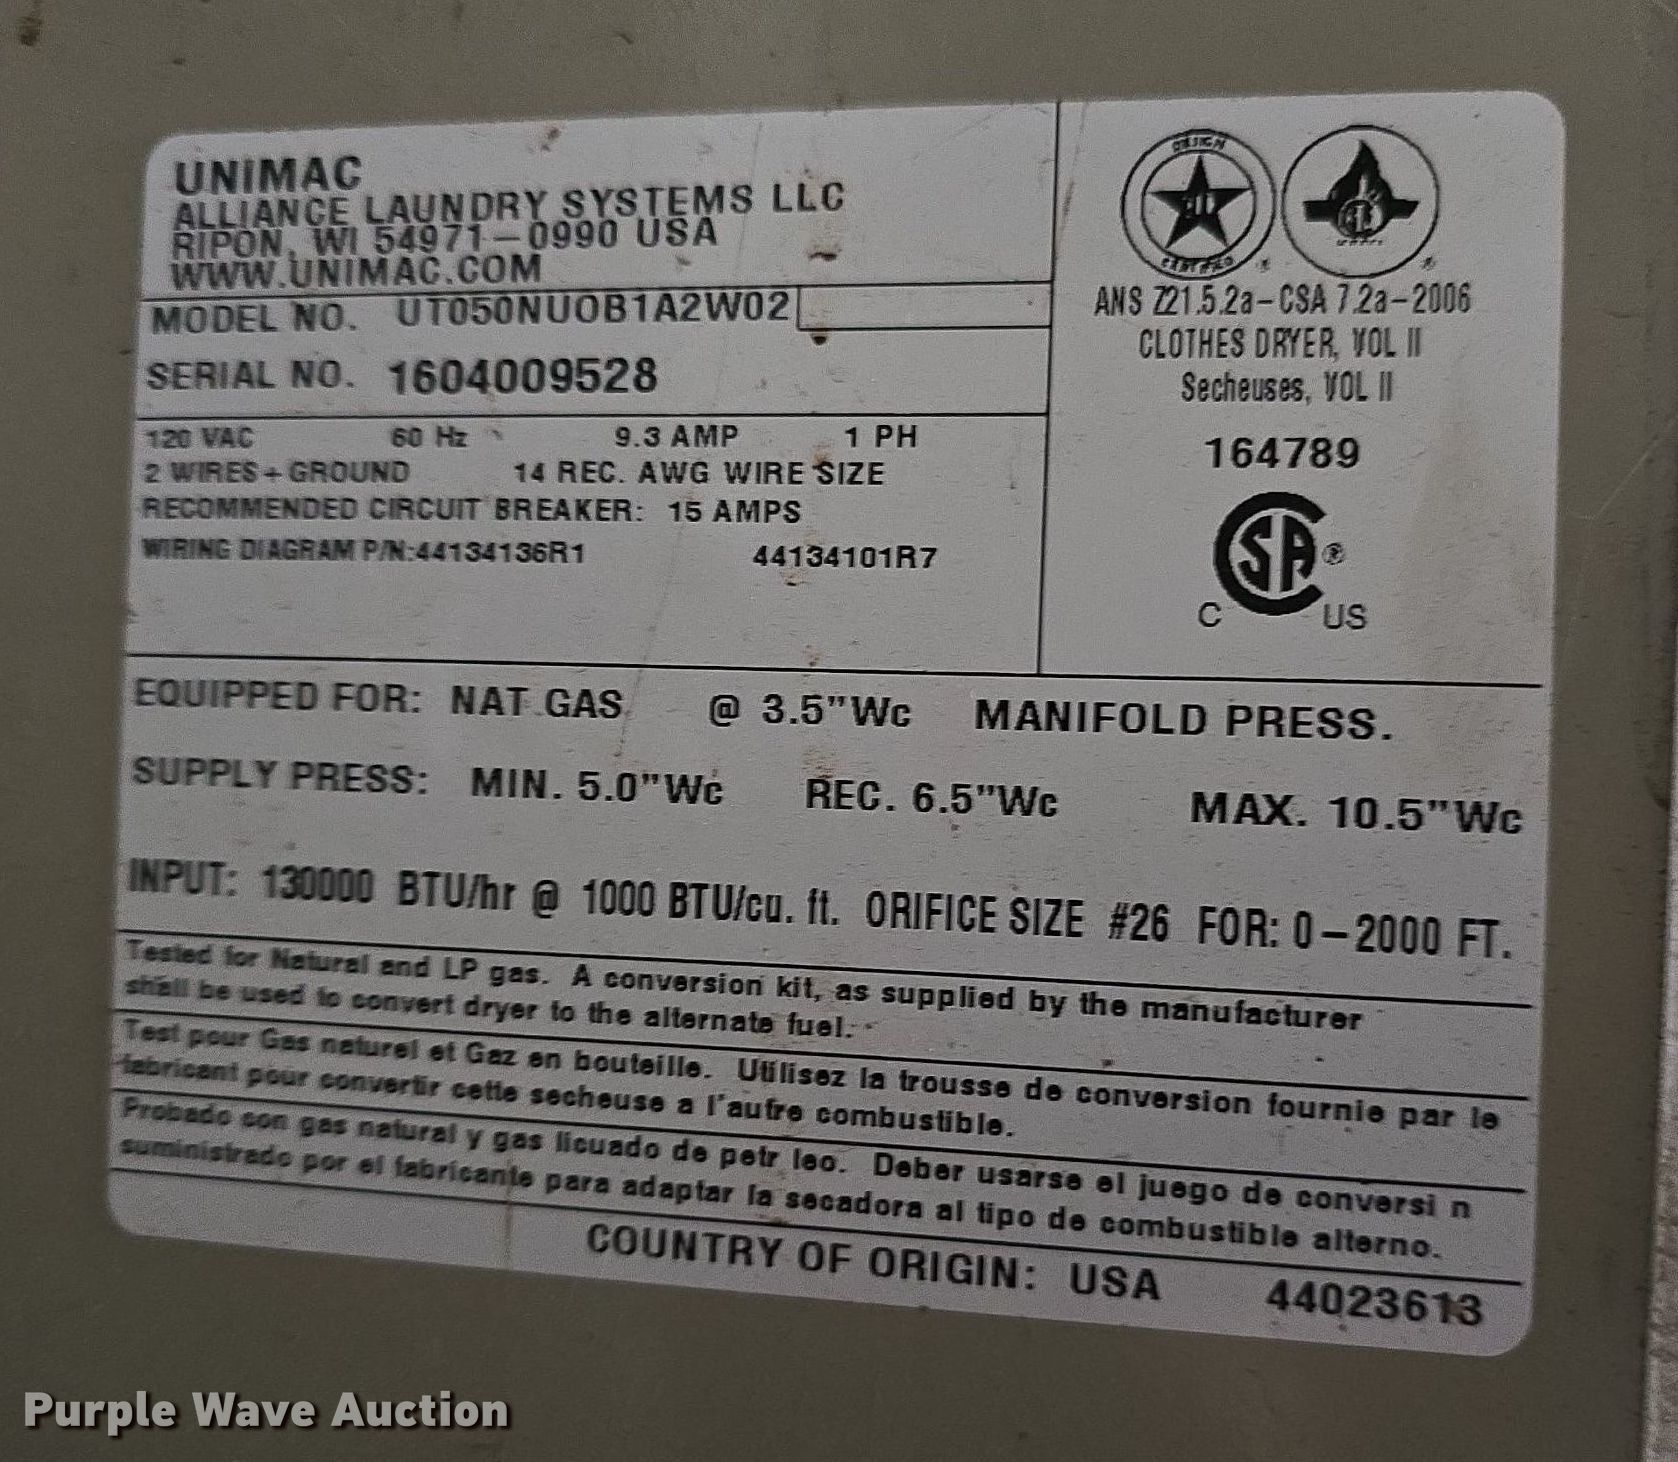 UNIMAC
ALLIANCE LAUNDRY SYSTEMS LLC
RIPON, WI 54971-0990 USA
WWW.UNIMAC.COM
MODEL NO. UT050NUOB1A2W02
SERIAL NO. 1604009528
120 VAC 60 Hz 9.3 AMP 1 PH
2 WIRES + GROUND 14 REC. AWG WIRE SIZE
RECOMMENDED CIRCUIT BREAKER: 15 AMPS
WIRING DIAGRAM P/N:44134136R1 44134101R7
DESIGN
CERTIFIED ®
®
ANS Z21.5.2a-CSA 7.2a-2006
CLOTHES DRYER, VOL II
Secheuses, VOL II
164789
CSA ®
C US
EQUIPPED FOR: NAT GAS @ 3.5"Wc MANIFOLD PRESS.
SUPPLY PRESS: MIN. 5.0"Wc REC. 6.5"Wc MAX. 10.5"Wc
INPUT: 130000 BTU/hr @ 1000 BTU/cu. ft. ORIFICE SIZE #26 FOR: 0-2000 FT.
Tested for Natural and LP gas. A conversion kit, as supplied by the manufacturer
shall be used to convert dryer to the alternate fuel.
Test pour Gas naturel et Gaz en bouteille. Utilisez la trousse de conversion fournie par le
fabricant pour convertir cette secheuse a l'autre combustible.
Probado con gas natural y gas licuado de petr leo. Deber usarse el juego de conversi n
suministrado por el fabricante para adaptar la secadora al tipo de combustible alterno.
COUNTRY OF ORIGIN: USA 44023613
Purple Wave Auction